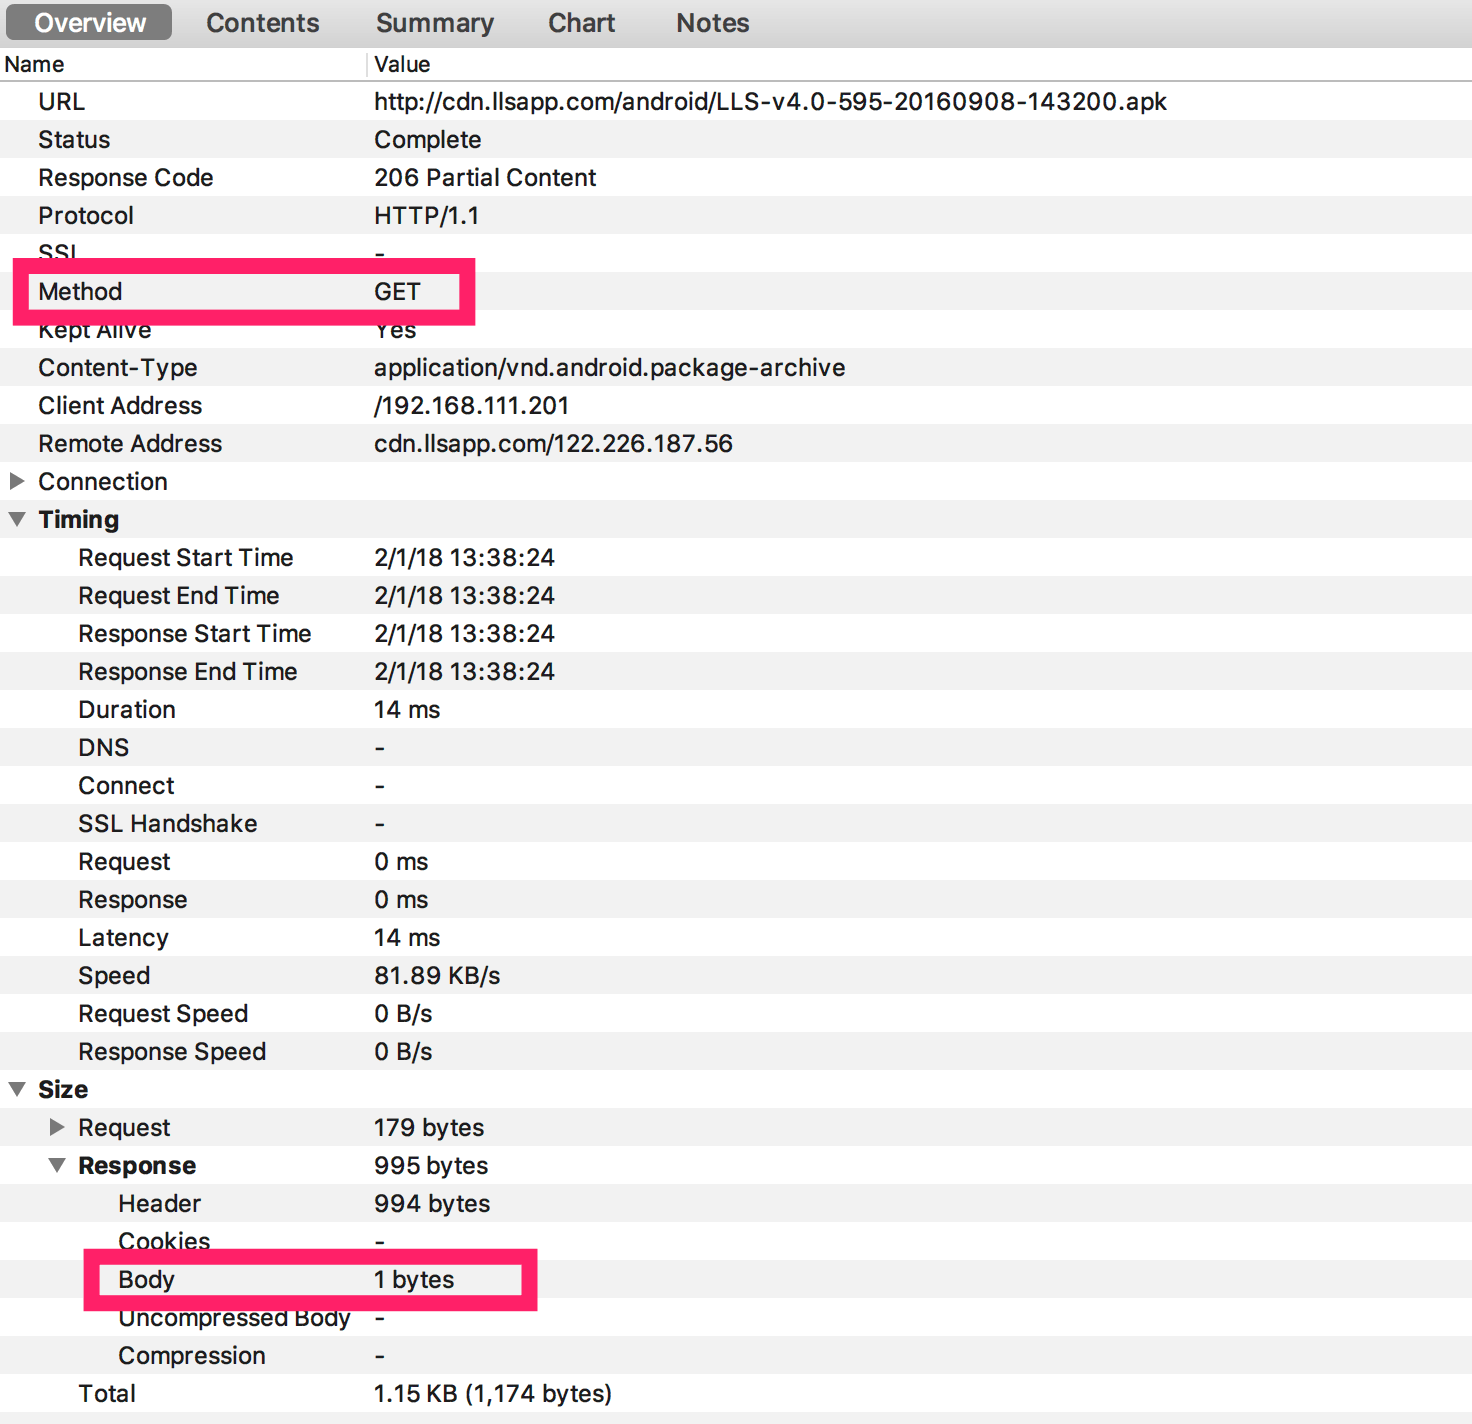 Overview Contents Summary Chart Notes
Name Value
URL http://cdn.llsapp.com/android/LLS-v4.0-595-20160908-143200.apk
Status Complete
Response Code 206 Partial Content
Protocol HTTP/1.1
SSL -
Method GET
Kept Alive Yes
Content-Type application/vnd.android.package-archive
Client Address /192.168.111.201
Remote Address cdn.llsapp.com/122.226.187.56
Connection
Timing
Request Start Time 2/1/18 13:38:24
Request End Time 2/1/18 13:38:24
Response Start Time 2/1/18 13:38:24
Response End Time 2/1/18 13:38:24
Duration 14 ms
DNS -
Connect -
SSL Handshake -
Request 0 ms
Response 0 ms
Latency 14 ms
Speed 81.89 KB/s
Request Speed 0 B/s
Response Speed 0 B/s
Size
Request 179 bytes
Response 995 bytes
Header 994 bytes
Cookies -
Body 1 bytes
Uncompressed Body -
Compression -
Total 1.15 KB (1,174 bytes)